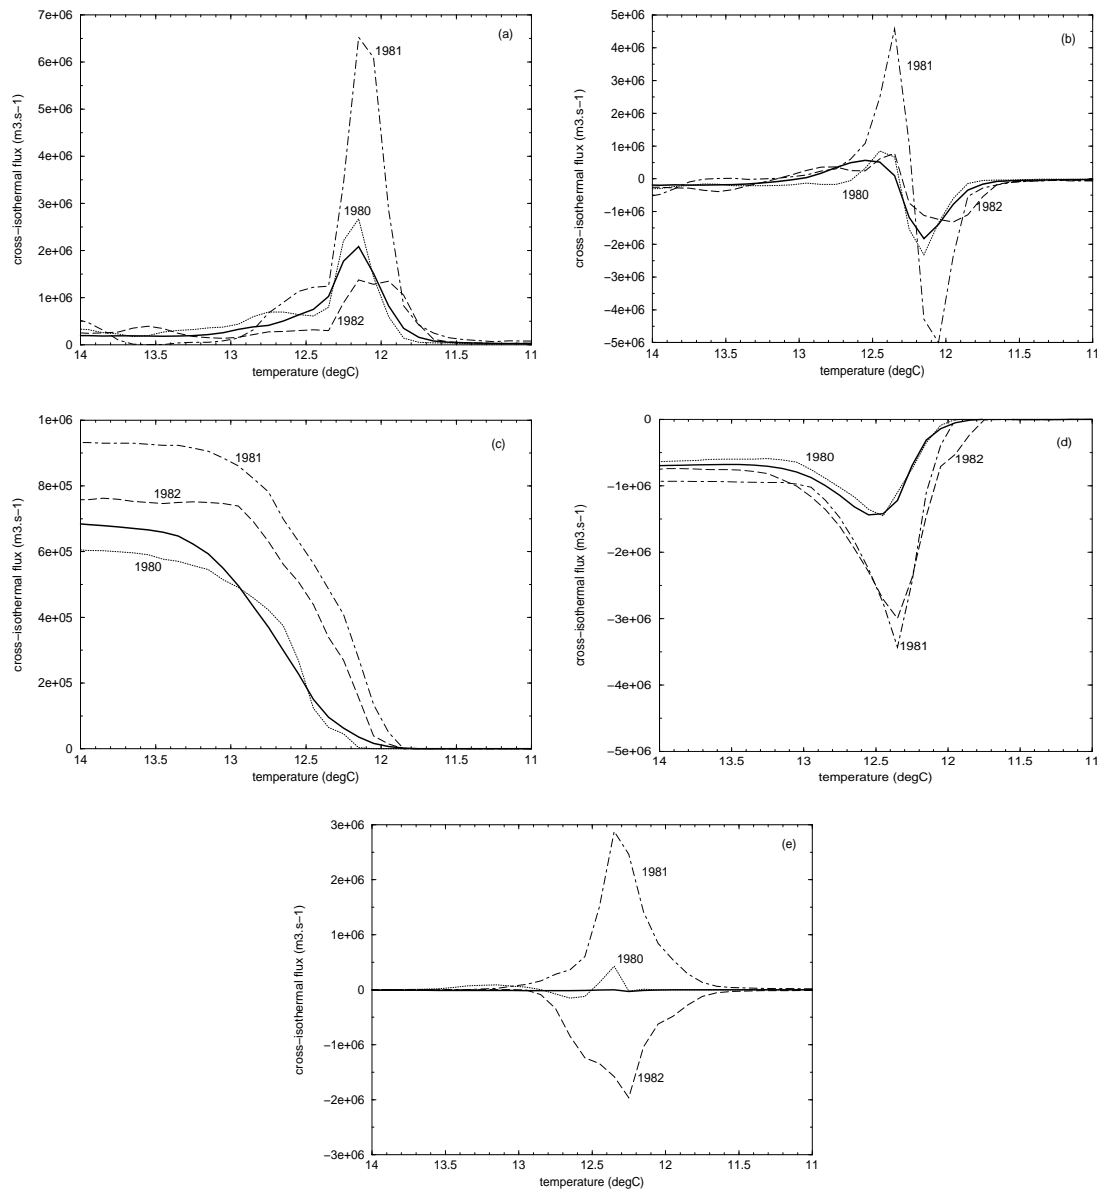 7e+06
6e+06
5e+06
4e+06
3e+06
2e+06
1e+06
0
14
13.5
13
12.5
12
11.5
11
temperature (degC)
cross−isothermal flux (m3.s−1)
(a)
1981
1980
1982
5e+06
4e+06
3e+06
2e+06
1e+06
0
−1e+06
−2e+06
−3e+06
−4e+06
−5e+06
14
13.5
13
12.5
12
11.5
11
temperature (degC)
cross−isothermal flux (m3.s−1)
(b)
1981
1980
1982
1e+06
8e+05
6e+05
4e+05
2e+05
0
14
13.5
13
12.5
12
11.5
11
temperature (degC)
cross−isothermal flux (m3.s−1)
(c)
1981
1982
1980
0
−1e+06
−2e+06
−3e+06
−4e+06
−5e+06
14
13.5
13
12.5
12
11.5
11
temperature (degC)
cross−isothermal flux (m3.s−1)
(d)
1980
1982
1981
3e+06
2e+06
1e+06
0
−1e+06
−2e+06
−3e+06
14
13.5
13
12.5
12
11.5
11
temperature (degC)
cross−isothermal flux (m3.s−1)
(e)
1981
1980
1982